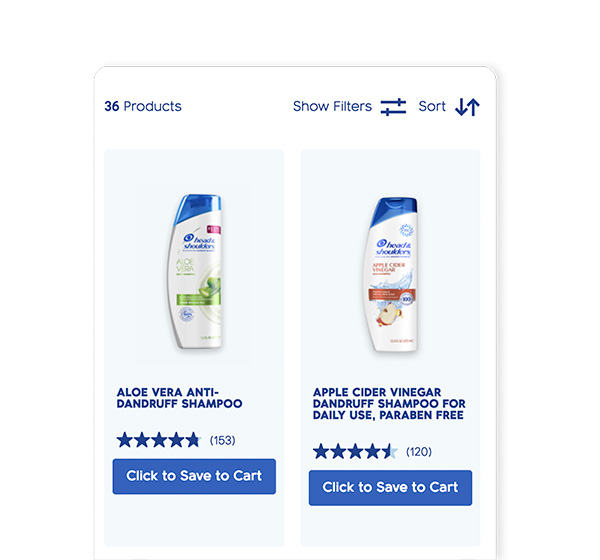 36 Products
Show Filters
Sort
head&
shoulders
ALOE
VERA
head&
shoulders
APPLE CIDER
VINEGAR
ALOE VERA ANTI-
DANDRUFF SHAMPOO
(153)
Click to Save to Cart
APPLE CIDER VINEGAR
DANDRUFF SHAMPOO FOR
DAILY USE, PARABEN FREE
(120)
Click to Save to Cart